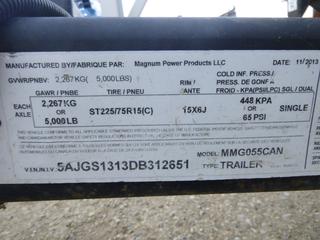 MANUFACTURED BY/FABRIQUE PAR: Magnum Power Products LLC DATE 11/2013
GVWR/PNBV: 2,267KG( 5,000LBS) COLD INF. PRESS./
GAWR / PNBE TIRE / PNEU RIM / JANTE PRESS. DE GONFL A FROID - KPA(PSI/LPC) SGL / DUAL
EACH AXLE 2,267KG OR 5,000LB ST225/75R15(C) 15X6J 448 KPA OR 65 PSI SINGLE
V.I.N./N.I.V. 5AJGS1313DB312651 MODEL: MMG055CAN
TYPE: TRAILER